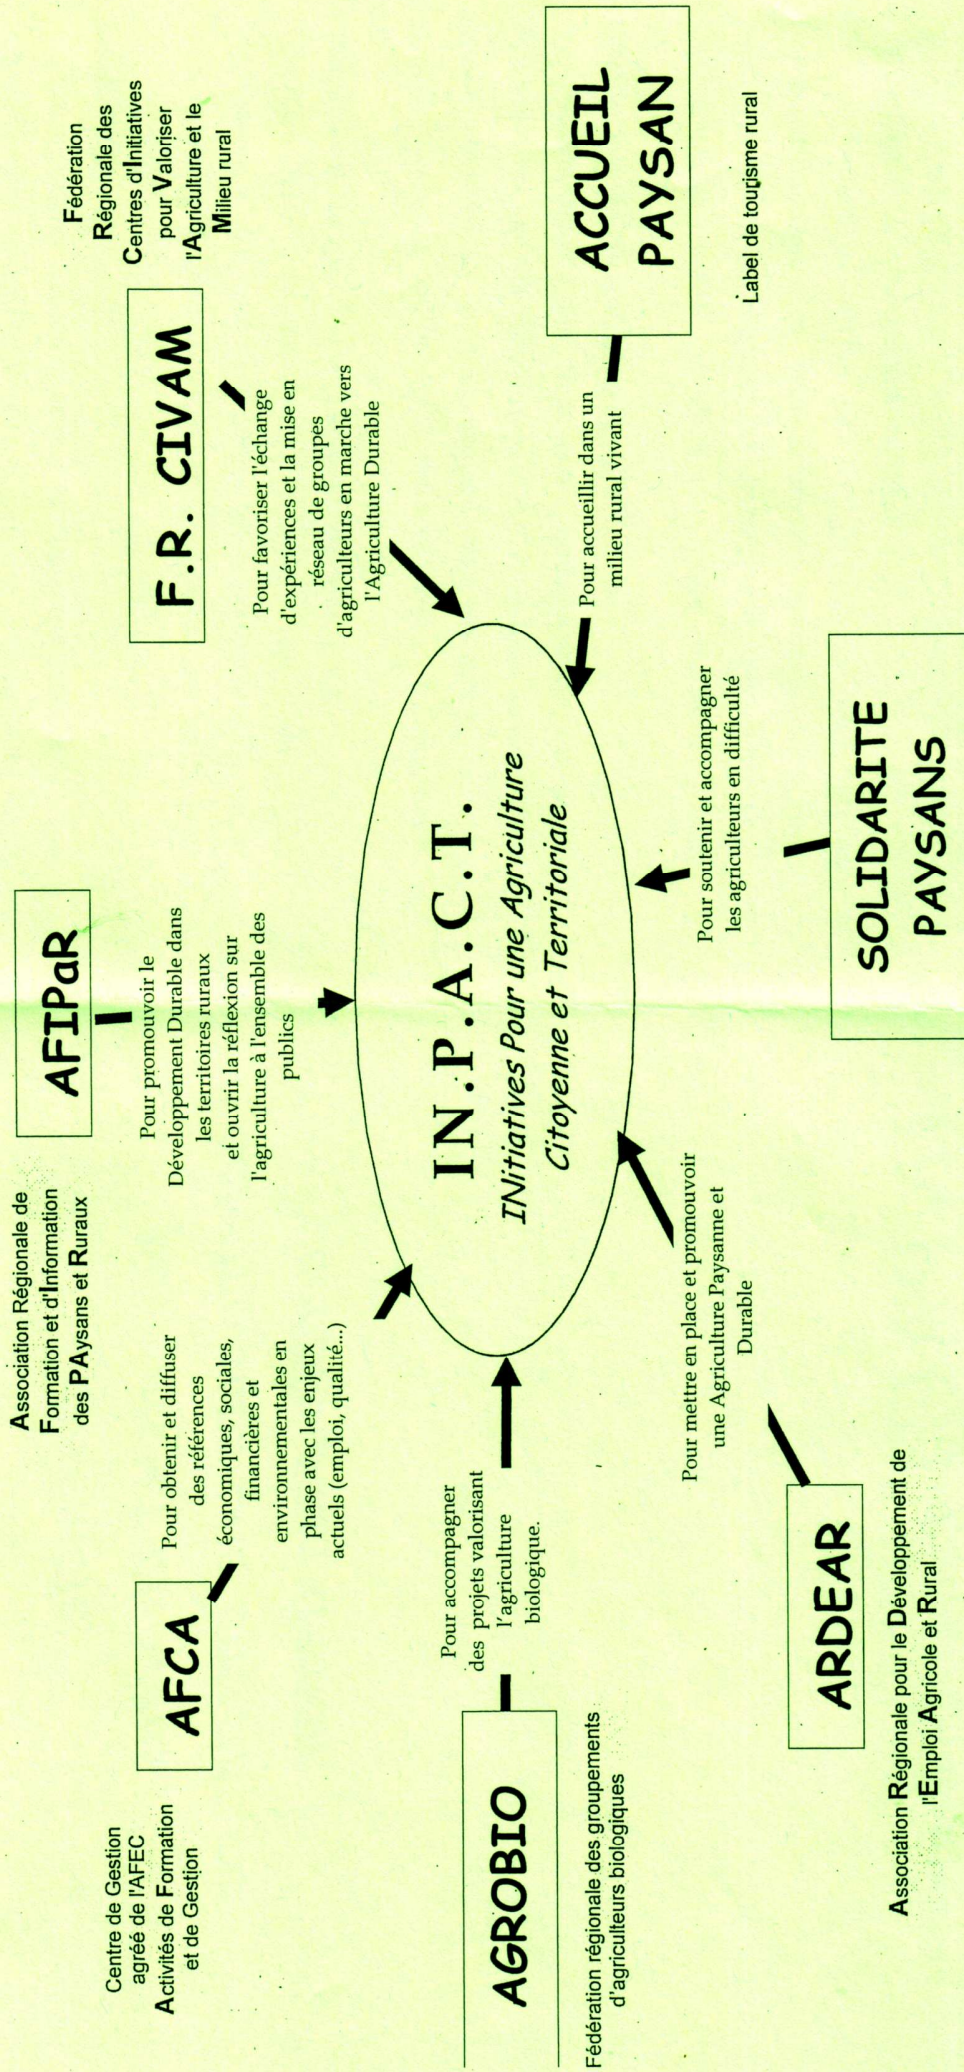 Association Régionale de
Formation et d'Information
des PAysans et Ruraux
AFIPaR
Pour promouvoir le
Développement Durable dans
les territoires ruraux
et ouvrir la réflexion sur
l'agriculture à l'ensemble des
publics
Fédération
Régionale des
Centres d'Initiatives
pour Valoriser
l'Agriculture et le
Milieu rural
F.R. CIVAM
Pour favoriser l'échange
d'expériences et la mise en
réseau de groupes
d'agriculteurs en marche vers
l'Agriculture Durable
Centre de Gestion
agréé de l'AFEC
Activités de Formation
et de Gestion
AFCA
Pour obtenir et diffuser
des références
économiques, sociales,
financières et
environnementales en
phase avec les enjeux
actuels (emploi, qualité...)
IN.P.A.C.T.
INitiatives Pour une Agriculture
Citoyenne et Territoriale
AGROBIO
Fédération régionale des groupements
d'agriculteurs biologiques
Pour accompagner
des projets valorisant
l'agriculture
biologique.
Pour accueillir dans un
milieu rural vivant
ACCUEIL
PAYSAN
Label de tourisme rural
Pour mettre en place et promouvoir
une Agriculture Paysanne et
Durable
ARDEAR
Association Régionale pour le Développement de
l'Emploi Agricole et Rural
Pour soutenir et accompagner
les agriculteurs en difficulté
SOLIDARITE
PAYSANS